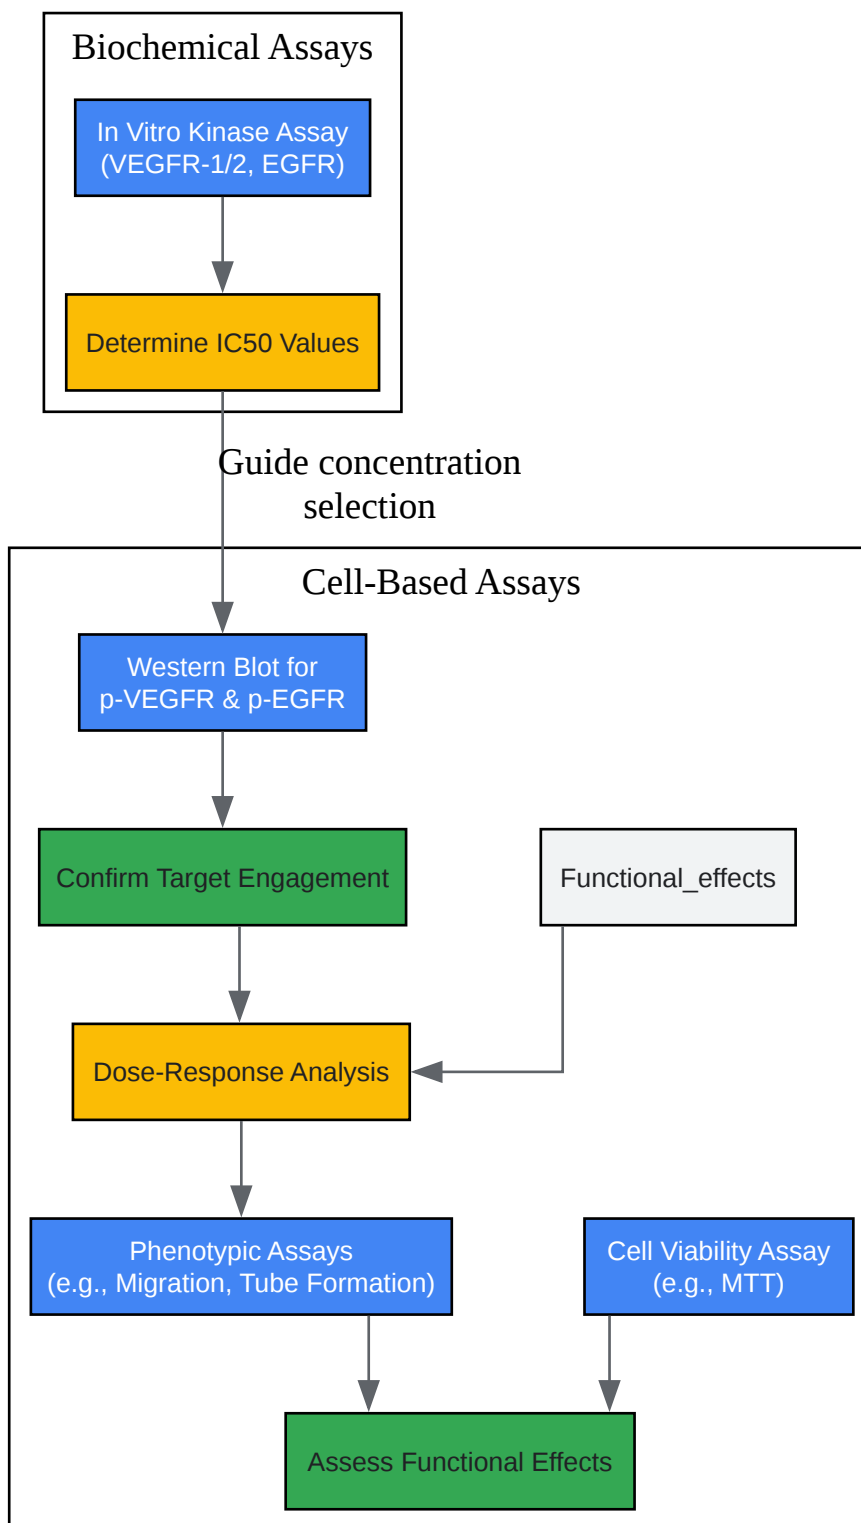 Biochemical Assays
In Vitro Kinase Assay
(VEGFR-1/2, EGFR)
Determine IC50 Values
Guide concentration
selection
Cell-Based Assays
Western Blot for
p-VEGFR & p-EGFR
Confirm Target Engagement
Functional_effects
Dose-Response Analysis
Phenotypic Assays
(e.g., Migration, Tube Formation)
Cell Viability Assay
(e.g., MTT)
Assess Functional Effects